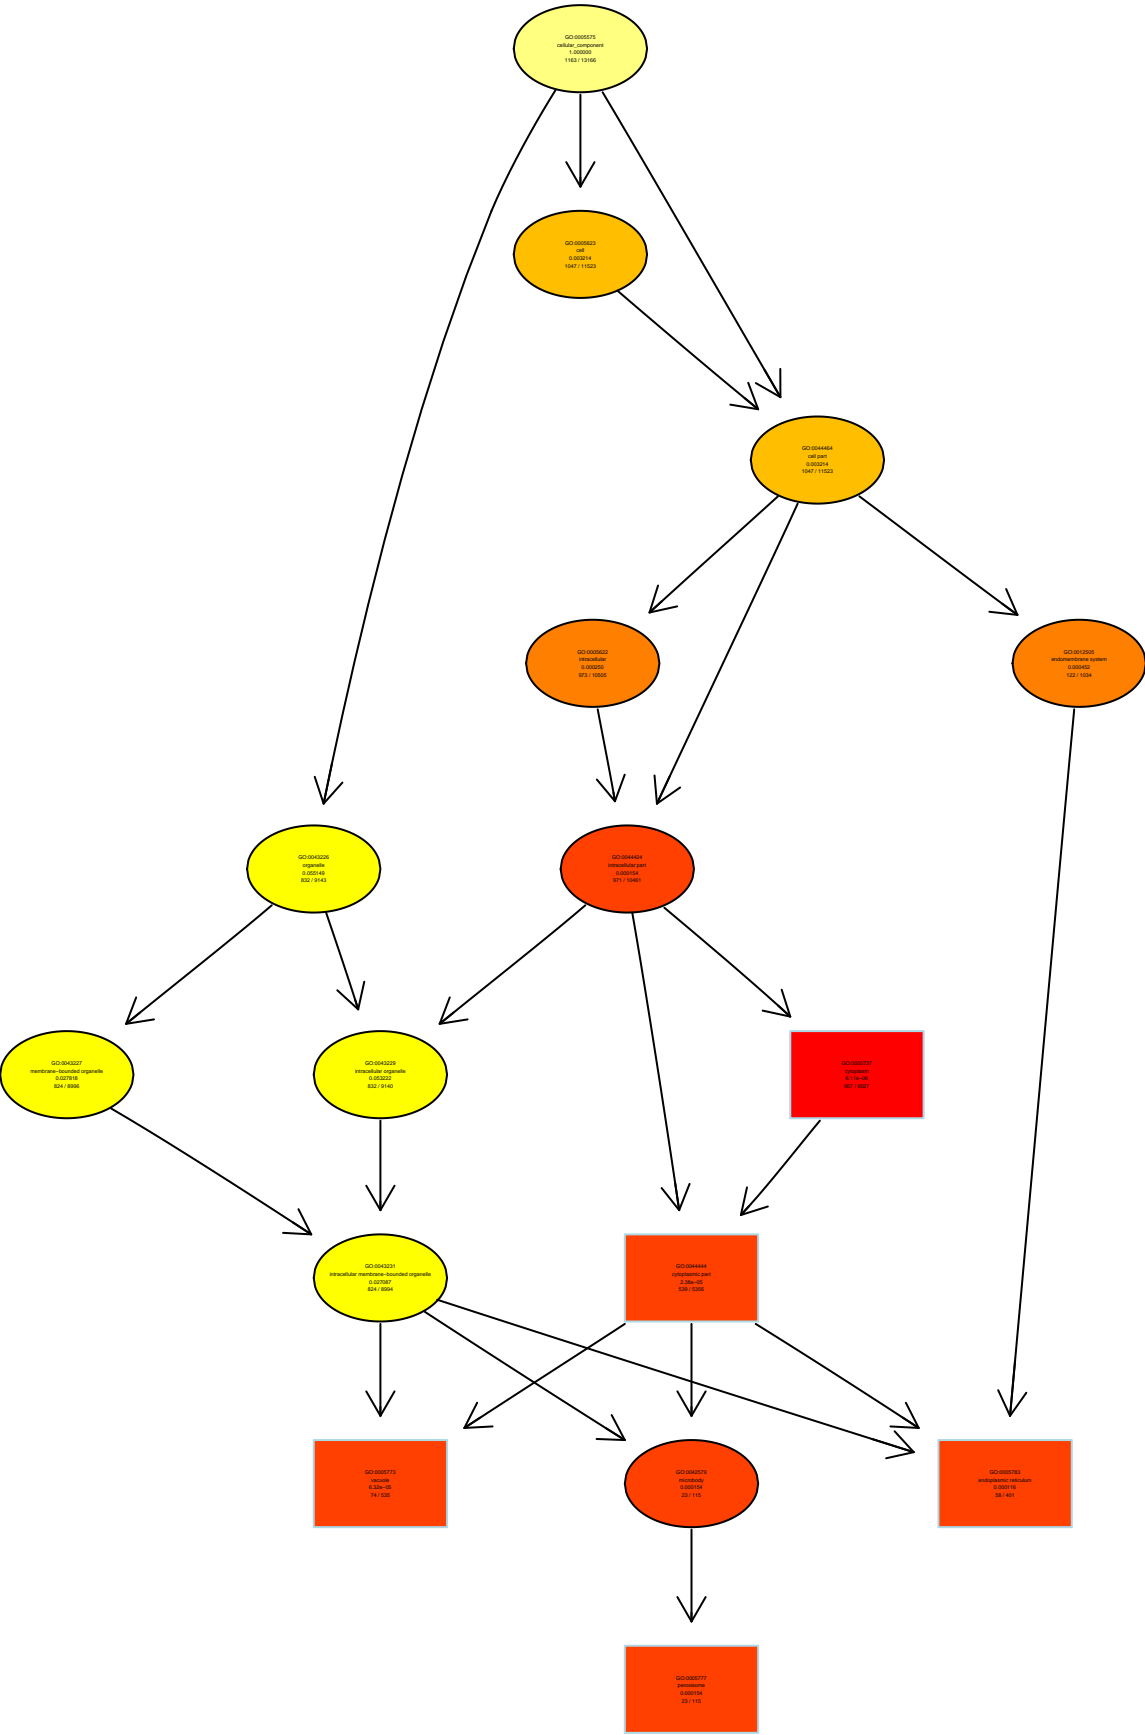 GO:0005575
cellular_component
1.000000
1163 / 13166
GO:0005623
cell
0.003214
1047 / 11523
GO:0044464
cell part
0.003214
1047 / 11523
GO:0005622
intracellular
0.000250
973 / 10505
GO:0012505
endomembrane system
0.000452
122 / 1034
GO:0043226
organelle
0.055149
832 / 9143
GO:0044424
intracellular part
0.000154
971 / 10461
GO:0043227
membrane−bounded organelle
0.027818
824 / 8996
GO:0043229
intracellular organelle
0.053222
832 / 9140
GO:0005737
cytoplasm
GO:0043231
intracellular membrane−bounded organelle
0.027087
824 / 8994
GO:0044444
cytoplasmic part
2.38e−05
539 /
GO:0005773
vacuole
6.32e−05
74 / 535
GO:0042579
microbody
0.000154
23 / 115
GO:0005783
endoplasmic reticulum
0.000116
58 / 401
GO:0005777
peroxisome
0.000154
23 / 115